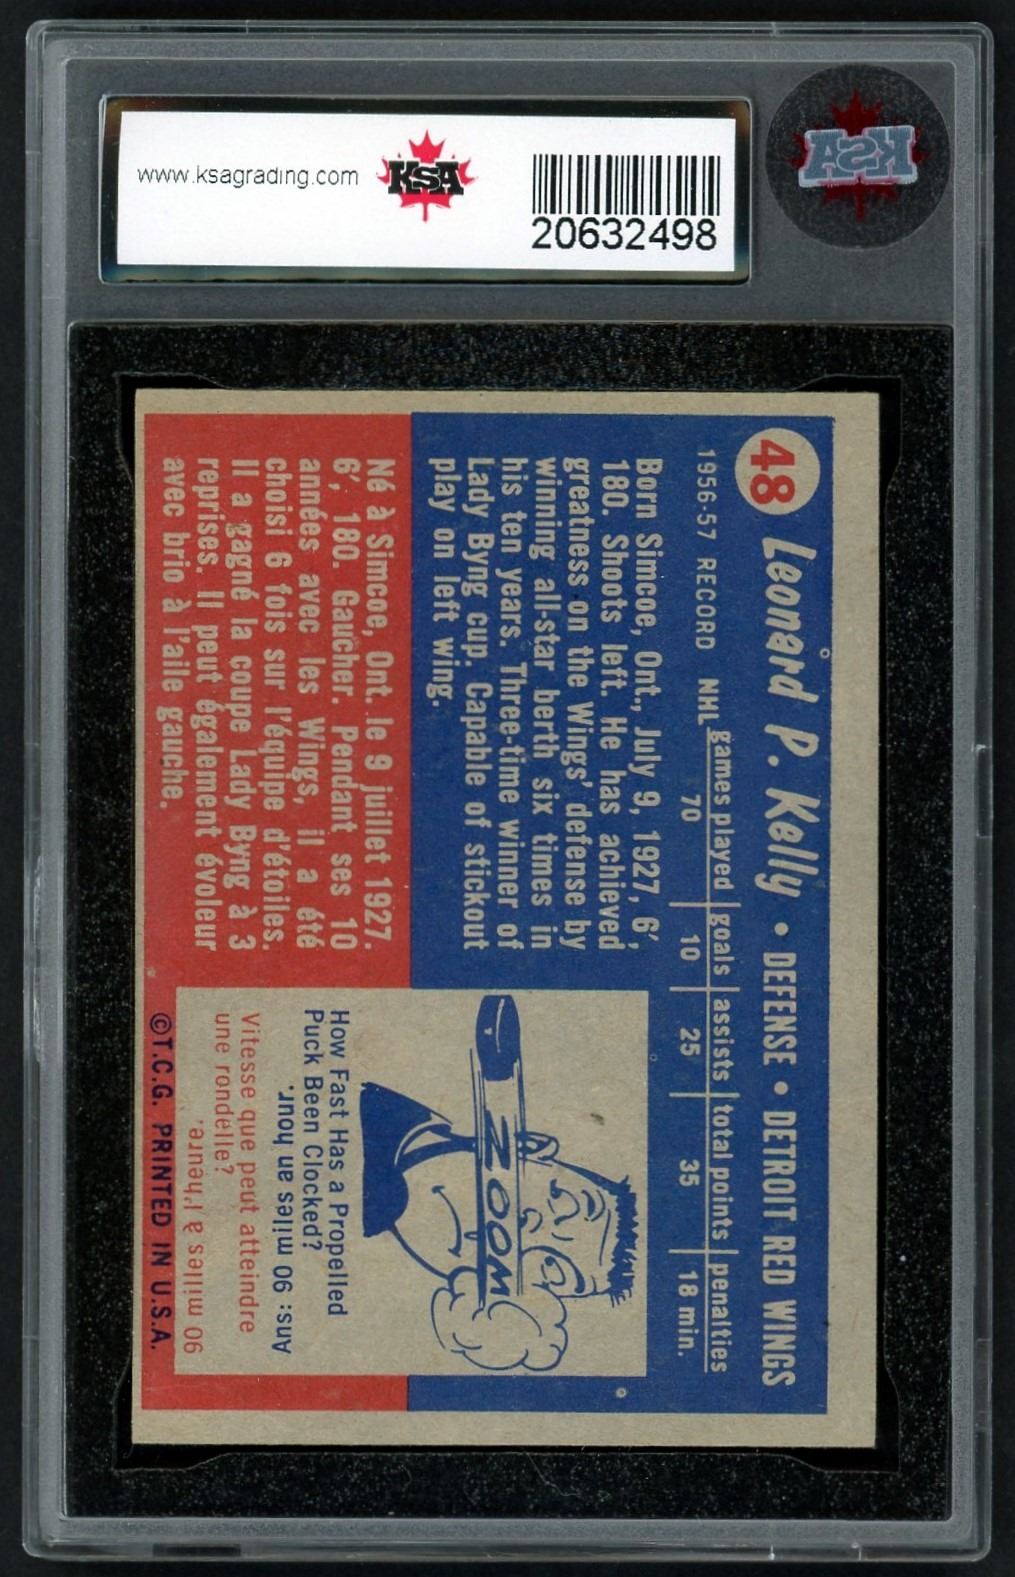 www.ksagrading.com
KSA
20632498
KSA
48 Leonard P. Kelly • DEFENSE • DETROIT RED WINGS
games played | goals | assists | total points | penalties
1956-57 RECORD NHL 70 10 25 35 18 min.
Born Simcoe, Ont., July 9, 1927, 6',
180. Shoots left. He has achieved
greatness on the Wings' defense by
winning all-star berth six times in
his ten years. Three-time winner of
Lady Byng cup. Capable of stickout
play on left wing.
Né à Simcoe, Ont. le 9 juillet 1927.
6', 180. Gaucher. Pendant ses 10
années avec les Wings, il a été
choisi 6 fois sur l'équipe d'étoiles.
Il a gagné la coupe Lady Byng à 3
reprises. Il peut également évoleur
avec brio à l'aile gauche.
ZOOM
How Fast Has a Propelled
Puck Been Clocked?
Ans: 90 miles an hour.
Vitesse que peut atteindre
une rondelle?
90 milles à l'heure.
©T.C.G. PRINTED IN U.S.A.